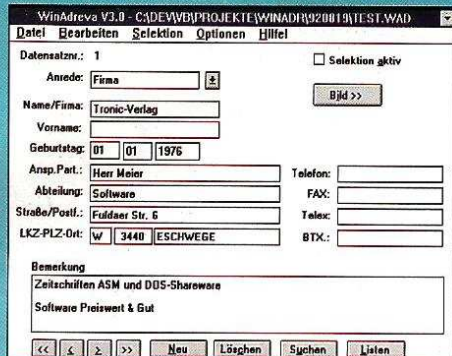 WinAdreva V3.0 - C:\DEV\VB\PROJEKTE\WINADR\920819\TEST.WAD
Datei Bearbeiten Selektion Optionen Hilfe!
Datensatznr.: 1
Selektion aktiv
Anrede: Firma
Bild >>
Name/Firma: Tronic-Verlag
Vorname:
Geburtstag: 01 01 1976
Ansp.Part.: Herr Meier Telefon:
Abteilung: Software FAX:
Straße/Postf.: Fuldaer Str. 6 Telex:
LKZ-PLZ-Ort: W 3440 ESCHWEGE BTX.:
Bemerkung
Zeitschriften ASM und DOS-Shareware
Software Preiswert & Gut
<< < > >> Neu Löschen Suchen Listen